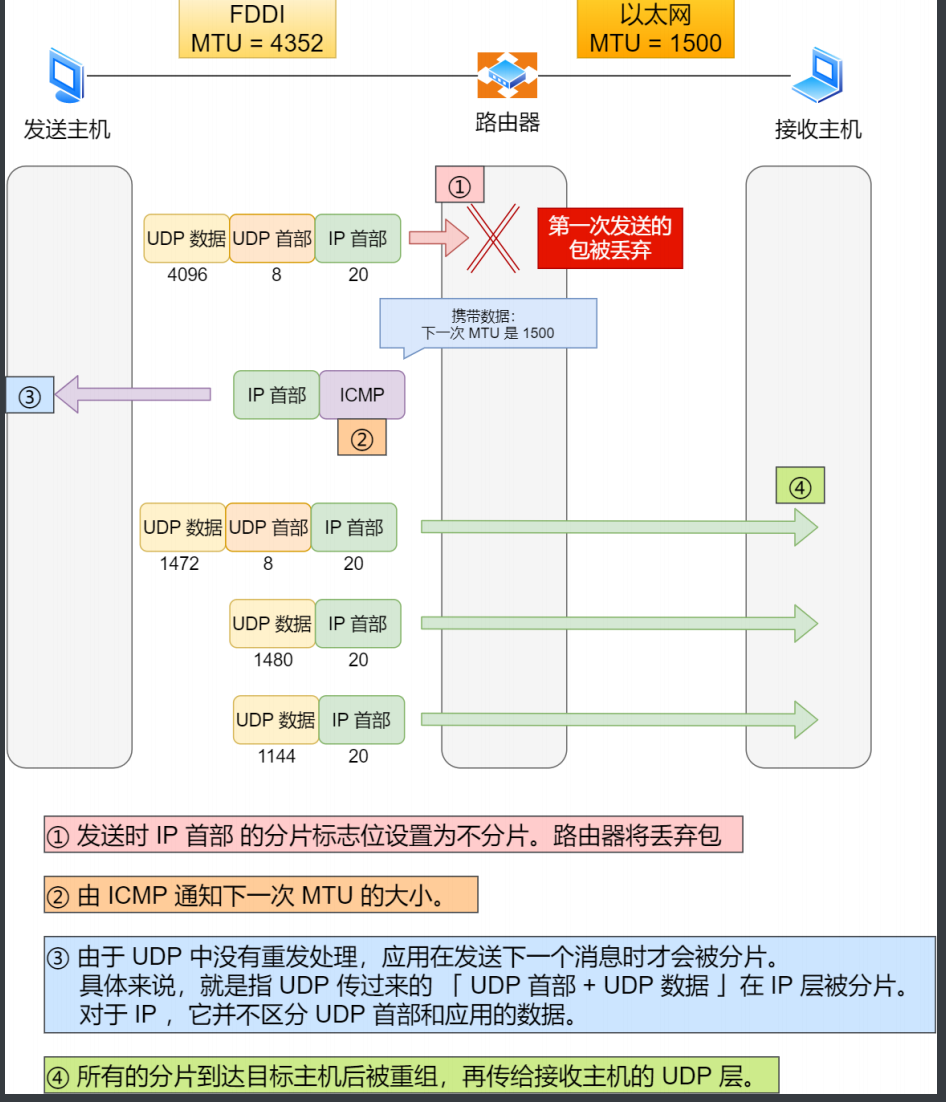 FDDI
MTU = 4352
以太网
MTU = 1500
发送主机
路由器
接收主机
①
UDP 数据 UDP 首部 IP 首部
4096 8 20
第一次发送的
包被丢弃
携带数据：
下一次 MTU 是 1500
③
IP 首部 ICMP
②
④
UDP 数据 UDP 首部 IP 首部
1472 8 20
UDP 数据 IP 首部
1480 20
UDP 数据 IP 首部
1144 20
① 发送时 IP 首部 的分片标志位设置为不分片。路由器将丢弃包
② 由 ICMP 通知下一次 MTU 的大小。
③ 由于 UDP 中没有重发处理，应用在发送下一个消息时才会被分片。
具体来说，就是指 UDP 传过来的 「 UDP 首部 + UDP 数据 」在 IP 层被分片。
对于 IP ，它并不区分 UDP 首部和应用的数据。
④ 所有的分片到达目标主机后被重组，再传给接收主机的 UDP 层。